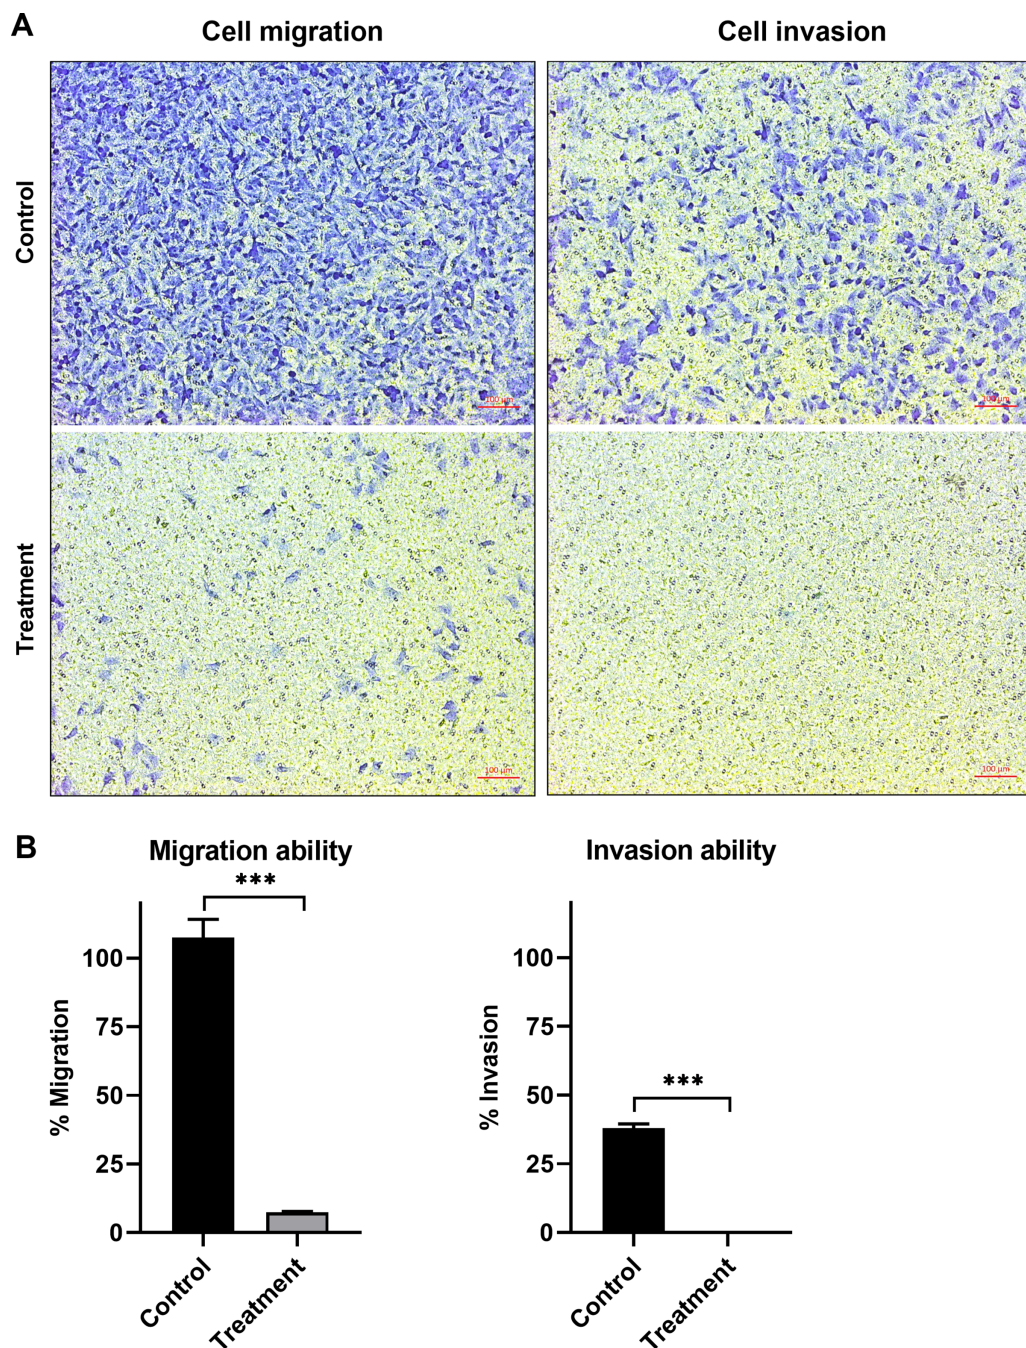 A
Cell migration
Cell invasion
Control
100 µm
100 µm
Treatment
100 µm
100 µm
B
Migration ability
Invasion ability
***
100
75
50
25
0
% Migration
Control
Treatment
***
100
75
50
25
0
% Invasion
Control
Treatment